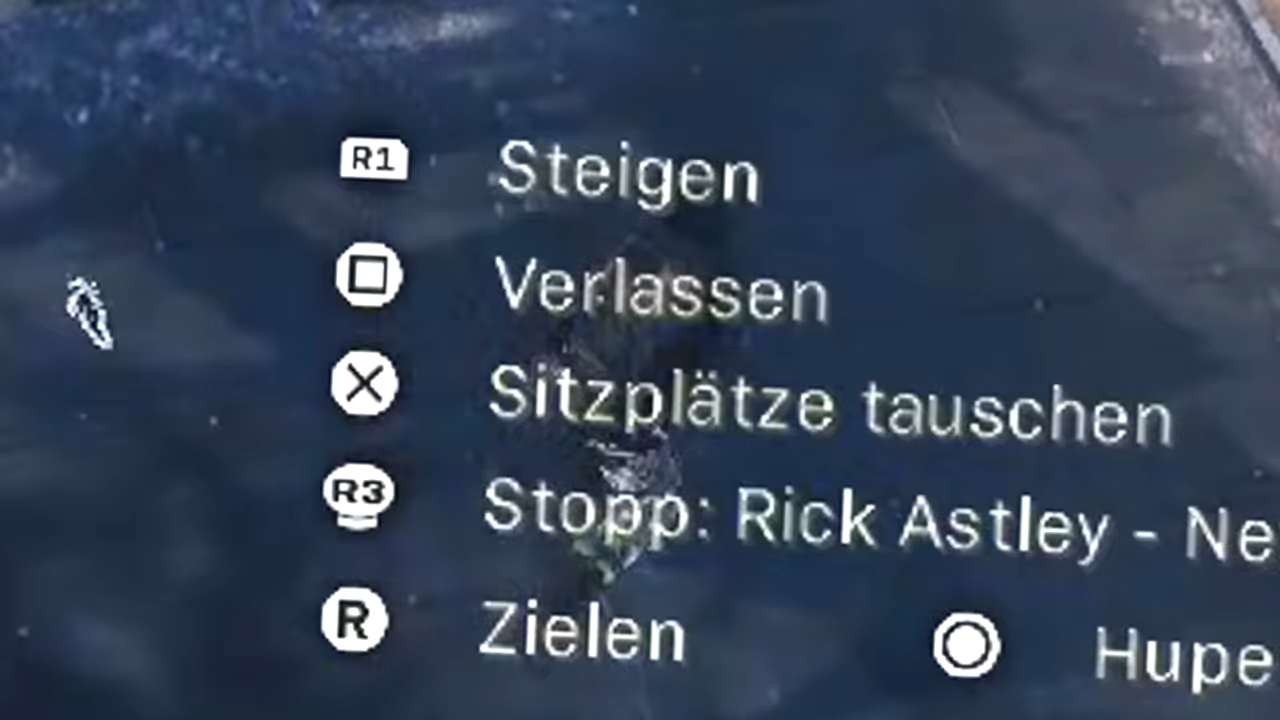 R1 Steigen
Verlassen
Sitzplätze tauschen
R3 Stopp: Rick Astley - Ne
R Zielen Hupe